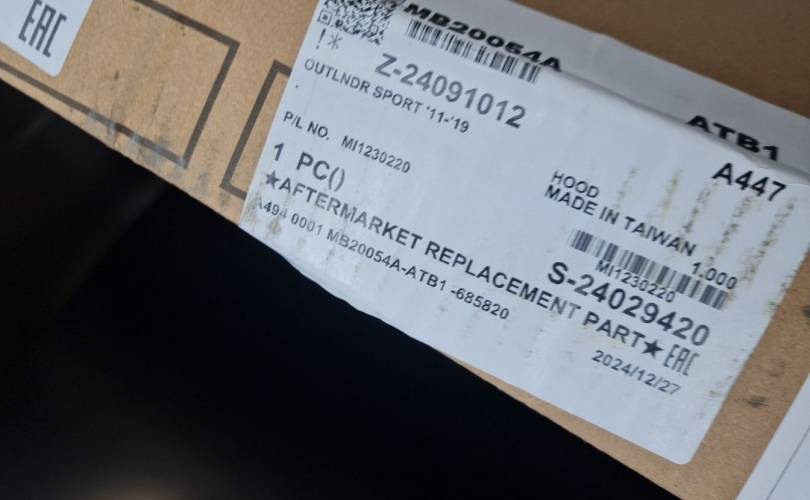 EAC
MB20054A
!*
Z-24091012
OUTLNDR SPORT '11-'19
ATB1
A447
P/L NO. MI1230220
HOOD
MADE IN TAIWAN
1 PC()
1.000
MI1230220
★AFTERMARKET REPLACEMENT PART★ EAC
S-24029420
A494 0001 MB20054A-ATB1 -685820
2024/12/27